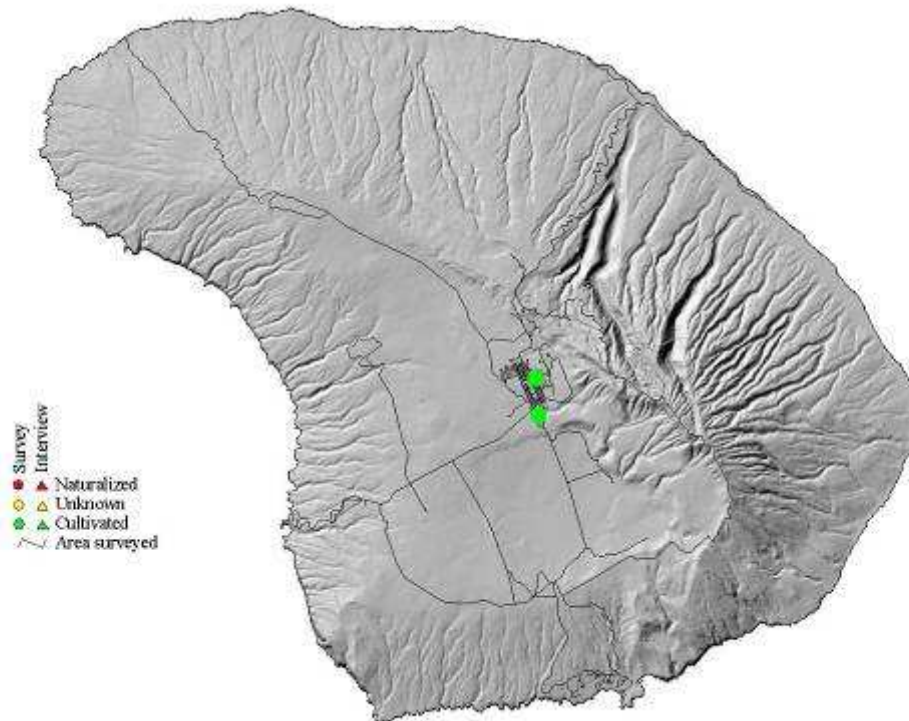 Survey
Interview
Naturalized
Unknown
Cultivated
Area surveyed